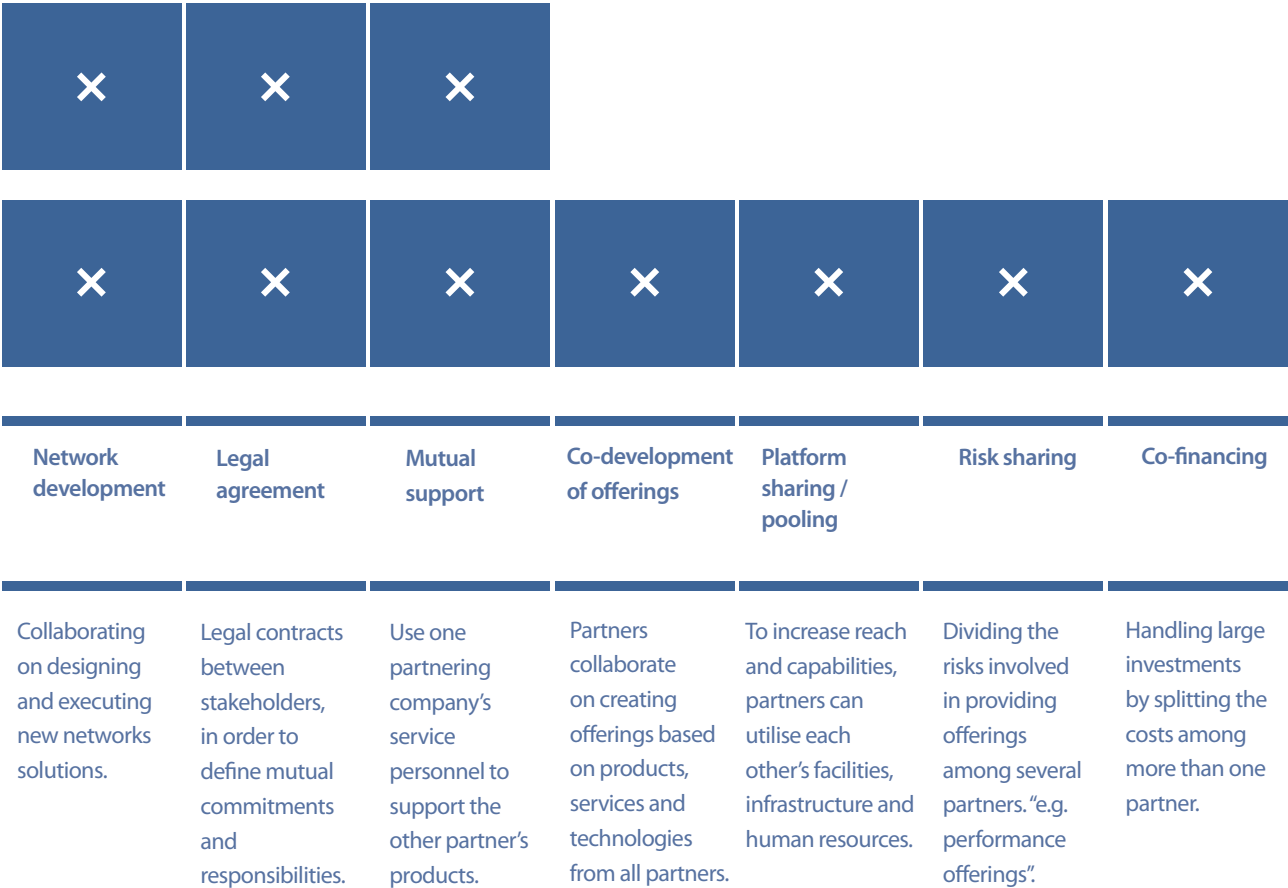 × × ×
× × × × × × ×
Network
development
Legal
agreement
Mutual
support
Co-development
of offerings
Platform
sharing /
pooling
Risk sharing
Co-financing
Collaborating
on designing
and executing
new networks
solutions.
Legal contracts
between
stakeholders,
in order to
define mutual
commitments
and
responsibilities.
Use one
partnering
company’s
service
personnel to
support the
other partner’s
products.
Partners
collaborate
on creating
offerings based
on products,
services and
technologies
from all partners.
To increase reach
and capabilities,
partners can
utilise each
other’s facilities,
infrastructure and
human resources.
Dividing the
risks involved
in providing
offerings
among several
partners. “e.g.
performance
offerings”.
Handling large
investments
by splitting the
costs among
more than one
partner.